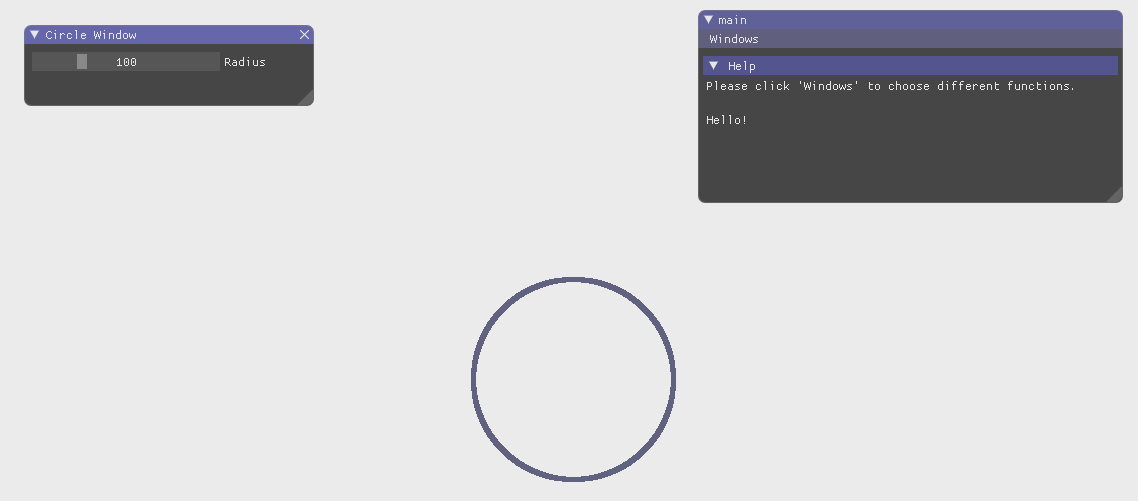 Circle Window
100 Radius
main
Windows
Help
Please click 'Windows' to choose different functions.
Hello!